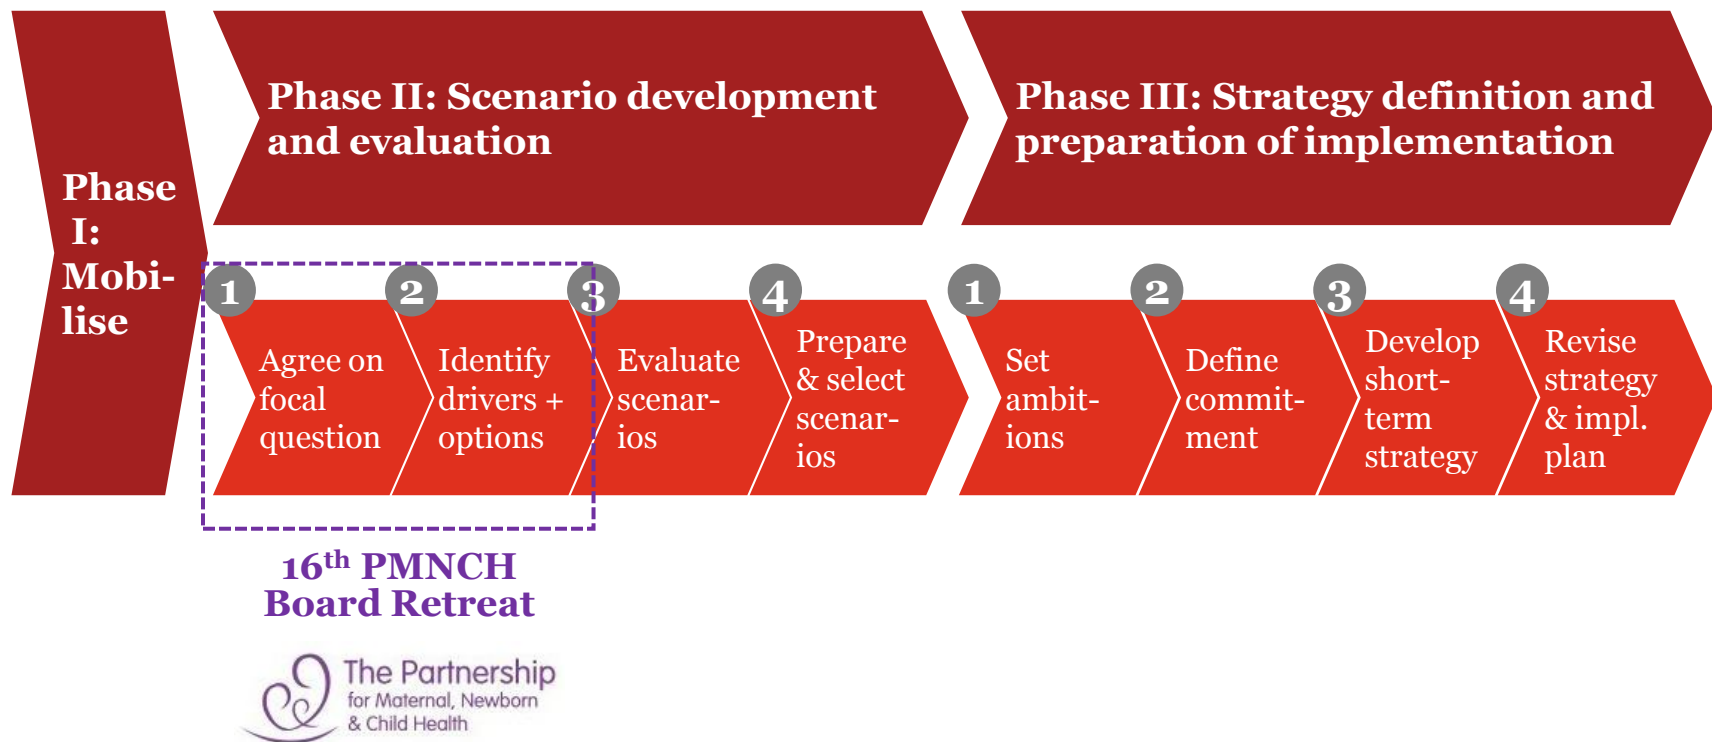 Phase
I:
Mobi-
lise
Phase II: Scenario development
and evaluation
Phase III: Strategy definition and
preparation of implementation
1
Agree on
focal
question
2
Identify
drivers +
options
3
Evaluate
scenar-
ios
4
Prepare
& select
scenar-
ios
1
Set
ambit-
ions
2
Define
commit-
ment
3
Develop
short-
term
strategy
4
Revise
strategy
& impl.
plan
16th PMNCH
Board Retreat
The Partnership
for Maternal, Newborn
& Child Health